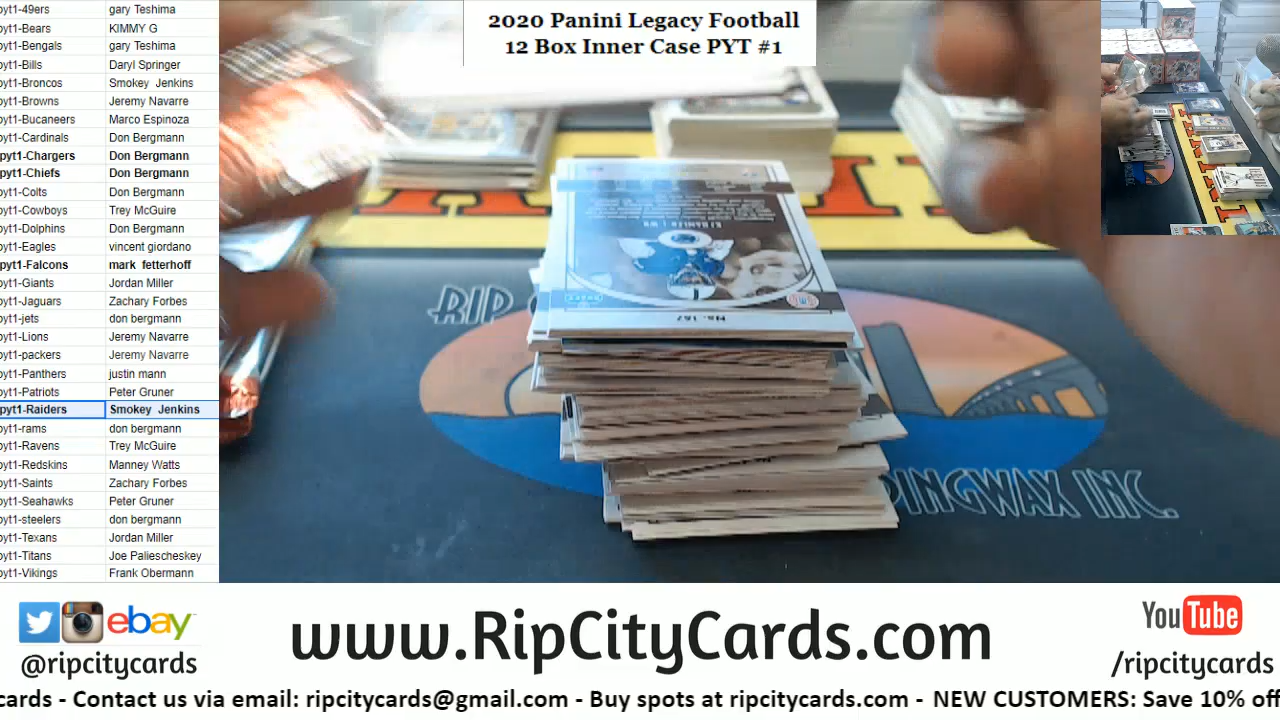 2020 Panini Legacy Football
12 Box Inner Case PYT #1
pyt1-49ers gary Teshima
pyt1-Bears KIMMY G
pyt1-Bengals gary Teshima
pyt1-Bills Daryl Springer
pyt1-Broncos Smokey Jenkins
pyt1-Browns Jeremy Navarre
pyt1-Bucaneers Marco Espinoza
pyt1-Cardinals Don Bergmann
pyt1-Chargers Don Bergmann
pyt1-Chiefs Don Bergmann
pyt1-Colts Don Bergmann
pyt1-Cowboys Trey McGuire
pyt1-Dolphins Don Bergmann
pyt1-Eagles vincent giordano
pyt1-Falcons mark fetterhoff
pyt1-Giants Jordan Miller
pyt1-Jaguars Zachary Forbes
pyt1-jets don bergmann
pyt1-Lions Jeremy Navarre
pyt1-packers Jeremy Navarre
pyt1-Panthers justin mann
pyt1-Patriots Peter Gruner
pyt1-Raiders Smokey Jenkins
pyt1-rams don bergmann
pyt1-Ravens Trey McGuire
pyt1-Redskins Manney Watts
pyt1-Saints Zachary Forbes
pyt1-Seahawks Peter Gruner
pyt1-steelers don bergmann
pyt1-Texans Jordan Miller
pyt1-Titans Joe Paliescheskey
pyt1-Vikings Frank Obermann
KJ HAMLER | WR
No. 167
RIP
PINGWAX INC.
ebay
@ripcitycards
www.RipCityCards.com
YouTube
/ripcitycards
cards - Contact us via email: ripcitycards@gmail.com - Buy spots at ripcitycards.com - NEW CUSTOMERS: Save 10% off